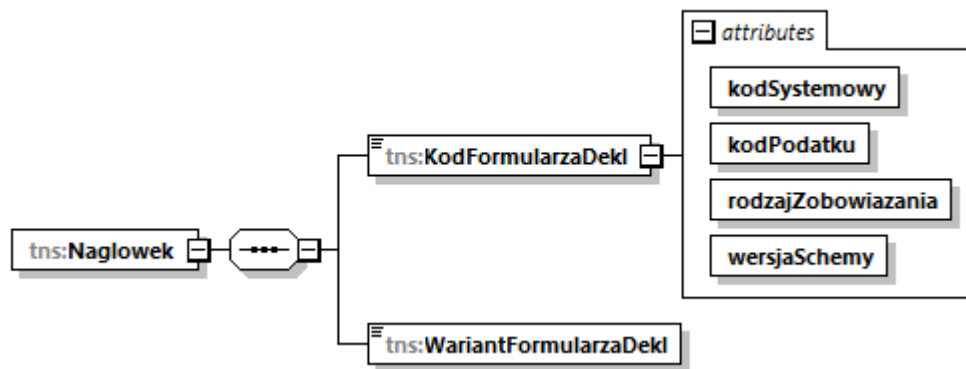 attributes
kodSystemowy
kodPodatku
rodzajZobowiazania
wersjaSchemy
tns:KodFormularzaDekl
tns:Naglowek
tns:WariantFormularzaDekl